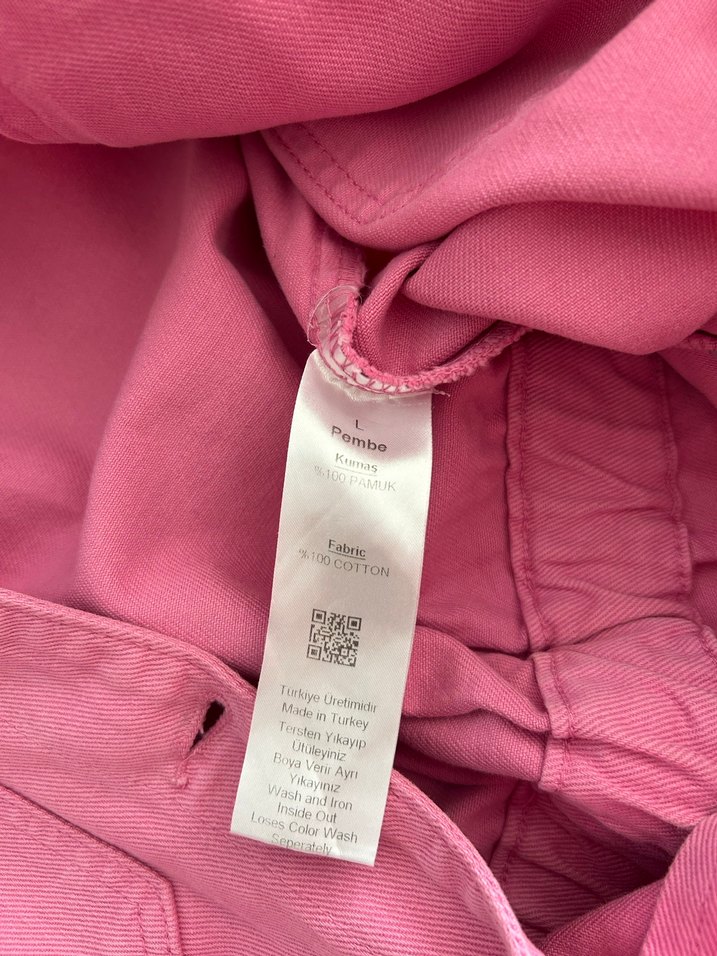 L
Pembe
Kumaş
%100 PAMUK
Fabric
%100 COTTON
Türkiye Üretimidir
Made in Turkey
Tersten Yıkayıp
Ütüleyiniz
Boya Verir Ayrı
Yıkayınız
Wash and Iron
Inside Out
Loses Color Wash
Seperately